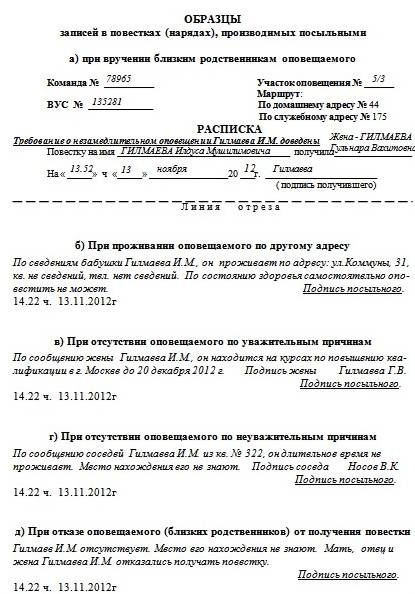 ОБРАЗЦЫ
записей в повестках (нарядах), производимых посыльными
а) при вручении близким родственникам оповещаемого
Команда № 78965 Участок оповещения № 5/3
Маршрут:
ВУС № 135281 По домашнему адресу № 44
По служебному адресу № 175
РАСПИСКА
Требование о незамедлительном оповещении Гилмаева И.М. доведены Жена - ГИЛМАЕВА
Повестку на имя ГИЛМАЕВА Илдуса Мушилимовича получила Гульнара Вахитовна
На « 13.52 » ч « 13 » ноября 20 12 г. Гилмаева
( подпись получившего)
Линия отреза
б) При проживании оповещаемого по другому адресу
По сведениям бабушки Гилмаева И.М., он проживает по адресу: ул.Коммуны, 31,
кв. не сведений, тел. нет сведений. По состоянию здоровья самостоятельно опо-
вестить не может. Подпись посыльного.
14.22 ч. 13.11.2012г
в) При отсутствии оповещаемого по уважительным причинам
По сообщению жены Гилмаева И.М., он находится на курсах по повышению ква-
лификации в г. Москве до 20 декабря 2012 г. Подпись жены Гилмаева Г.В.
Подпись посыльного.
14.22 ч. 13.11.2012г
г) При отсутствии оповещаемого по неуважительным причинам
По сообщению соседей Гилмаева И.М. из кв. № 322, он длительное время не
проживает. Место нахождения его не знают. Подпись соседа Носов В.К.
Подпись посыльного.
14.22 ч. 13.11.2012г
д) При отказе оповещаемого (близких родственников) от получения повестки
Гилмаев И.М. отсутствует. Место его нахождения не знают. Мать, отец и
жена Гилмаева И.М. отказались получать повестку.
Подпись посыльного.
14.22 ч. 13.11.2012г